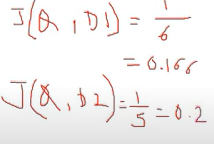 J(Q, D1) = 1/6
= 0.166
J(Q, D2) = 1/5 = 0.2